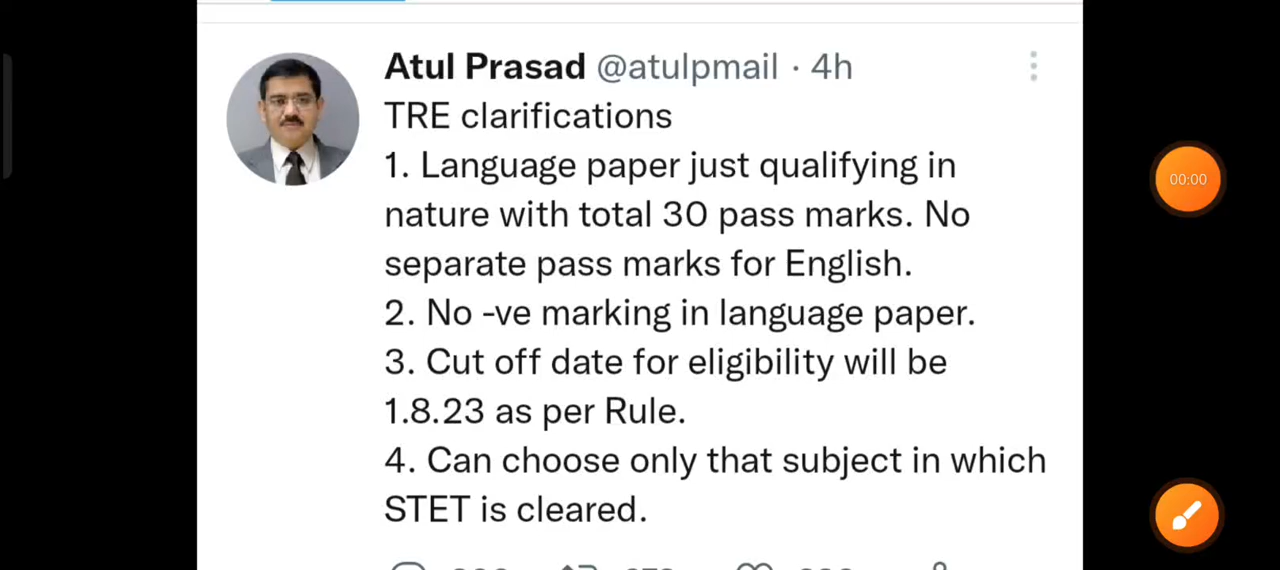 Atul Prasad @atulpmail · 4h
TRE clarifications
1. Language paper just qualifying in
nature with total 30 pass marks. No
separate pass marks for English.
2. No -ve marking in language paper.
3. Cut off date for eligibility will be
1.8.23 as per Rule.
4. Can choose only that subject in which
STET is cleared.
00:00